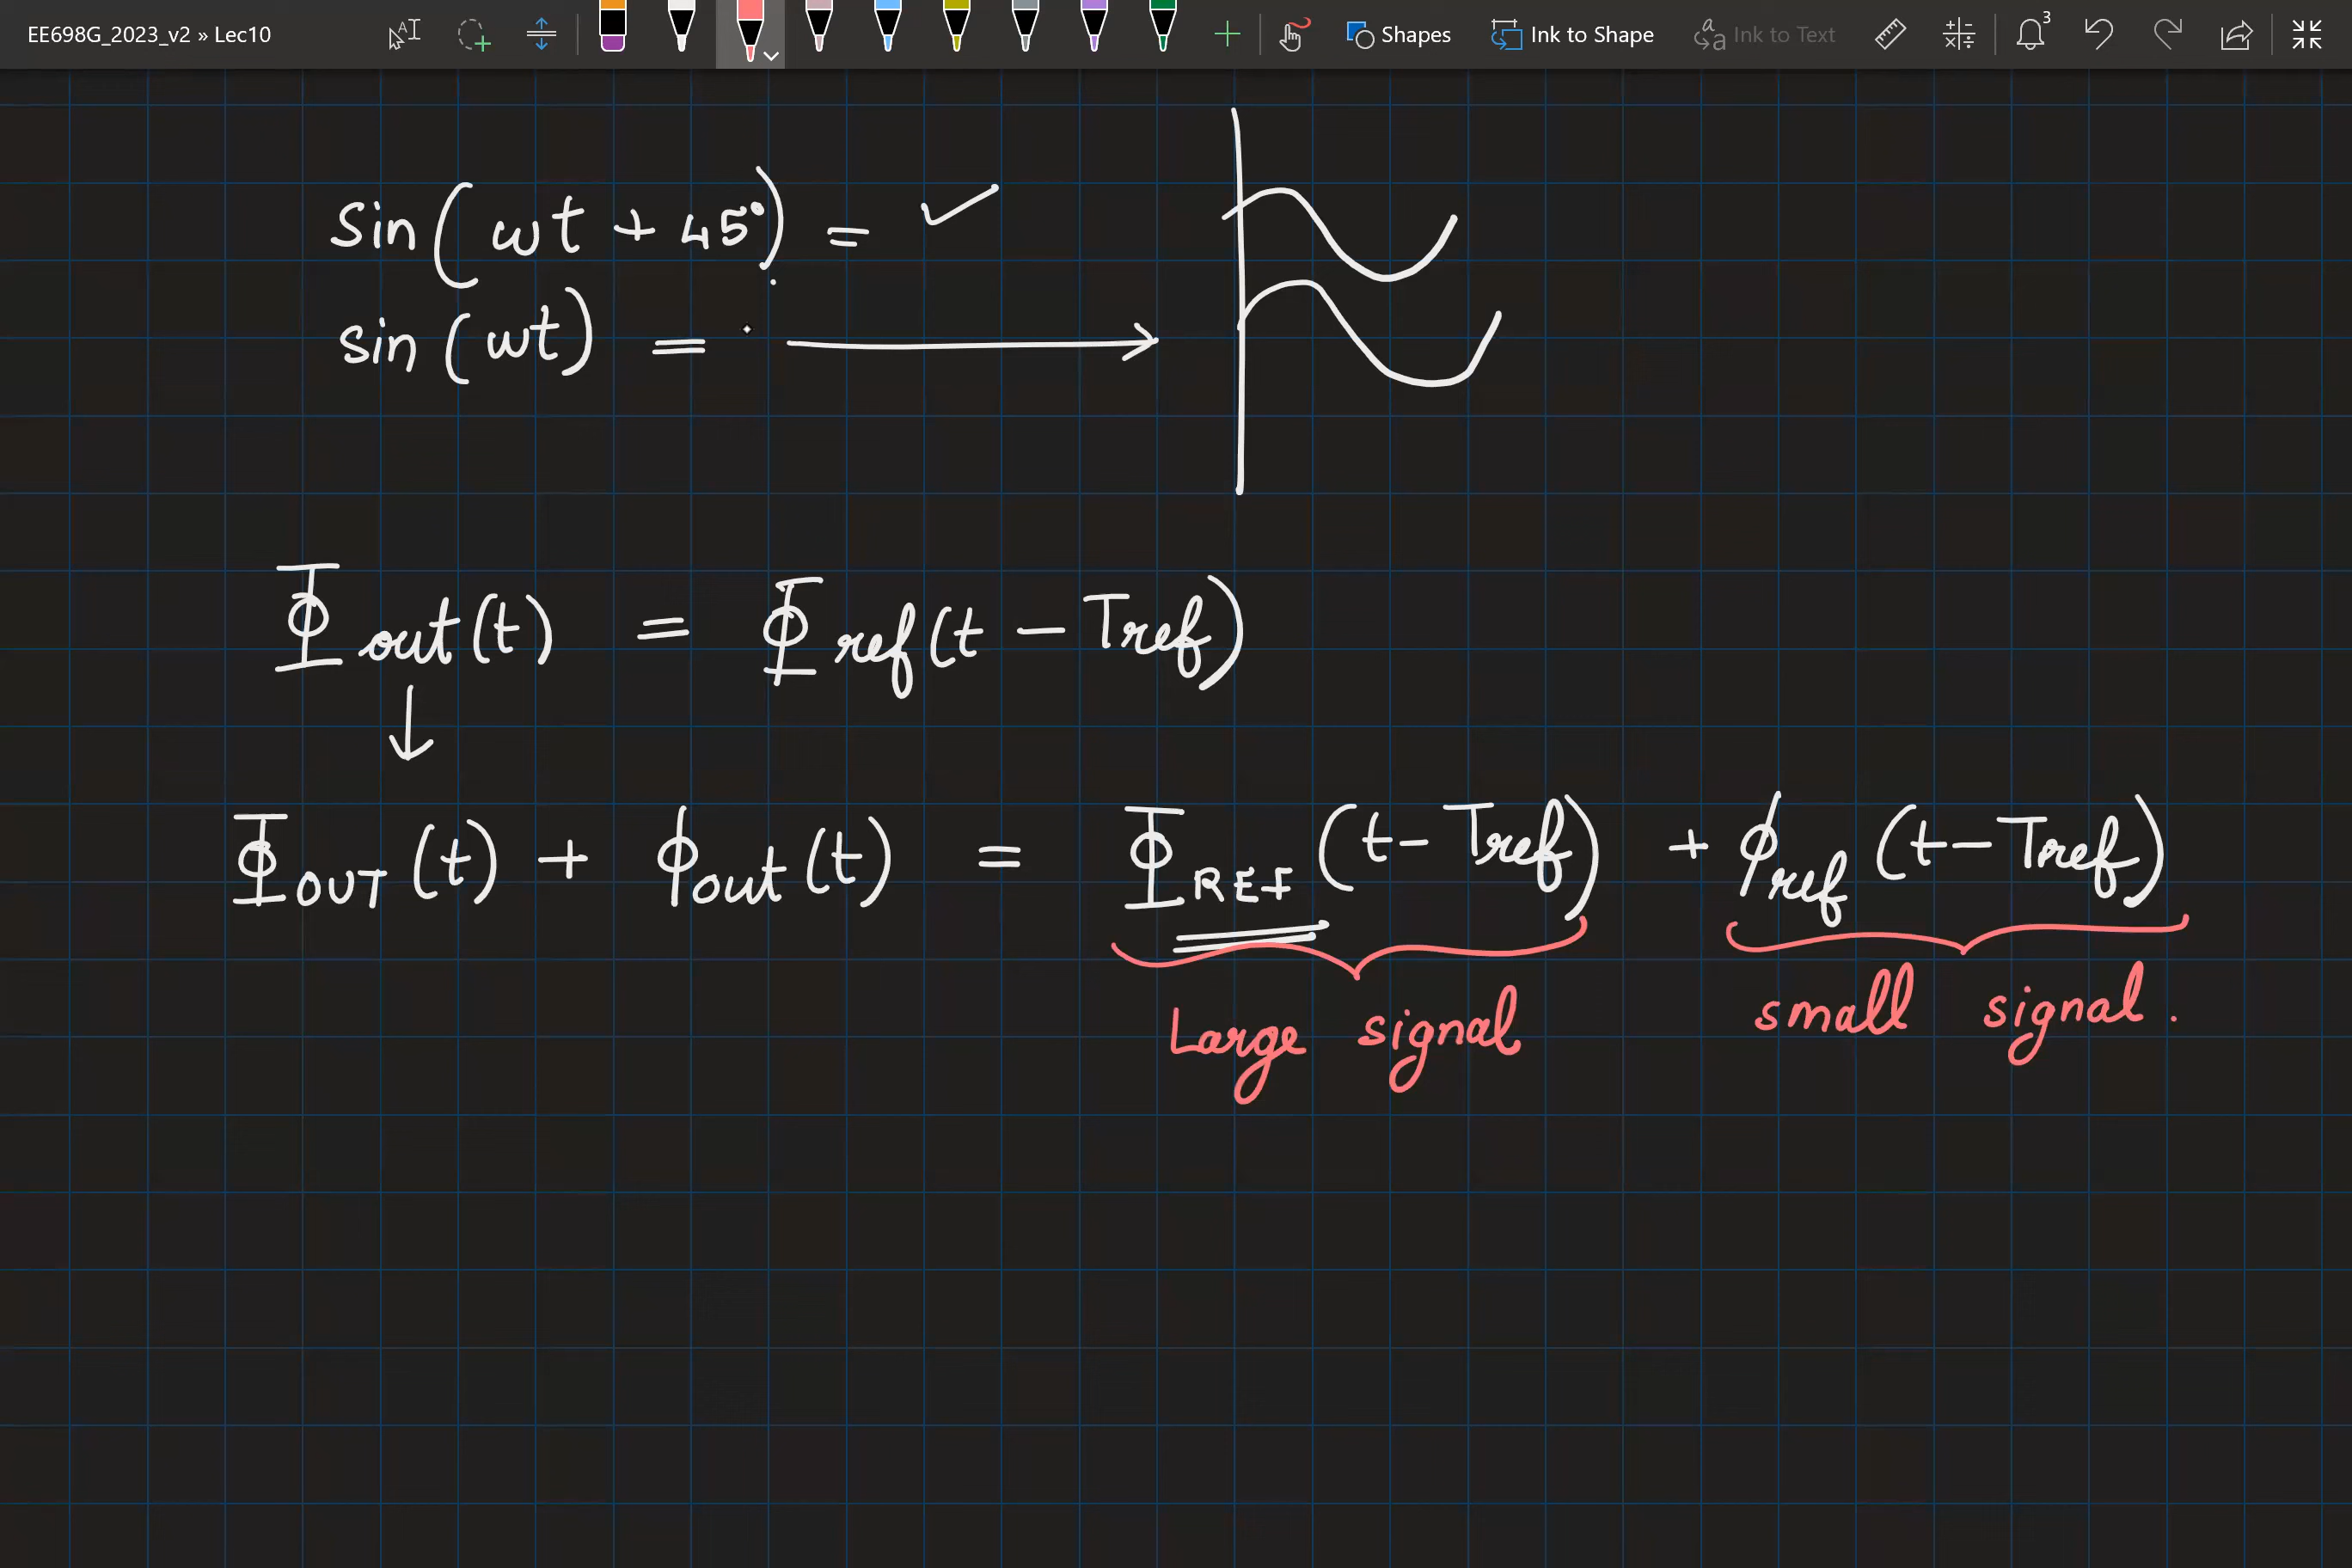 EE698G_2023_v2 » Lec10 Shapes Ink to Shape Ink to Text 3
sin(ωt + 45°) = ✓
sin(ωt) = →
Φout(t) = Φref(t − Tref)
↓
ΦOUT(t) + ϕout(t) = ΦREF(t − Tref) + ϕref(t − Tref)
Large signal small signal.